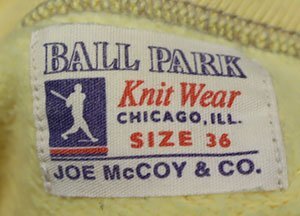 BALL PARK
Knit Wear
CHICAGO, ILL.
SIZE 36
JOE McCOY & CO.